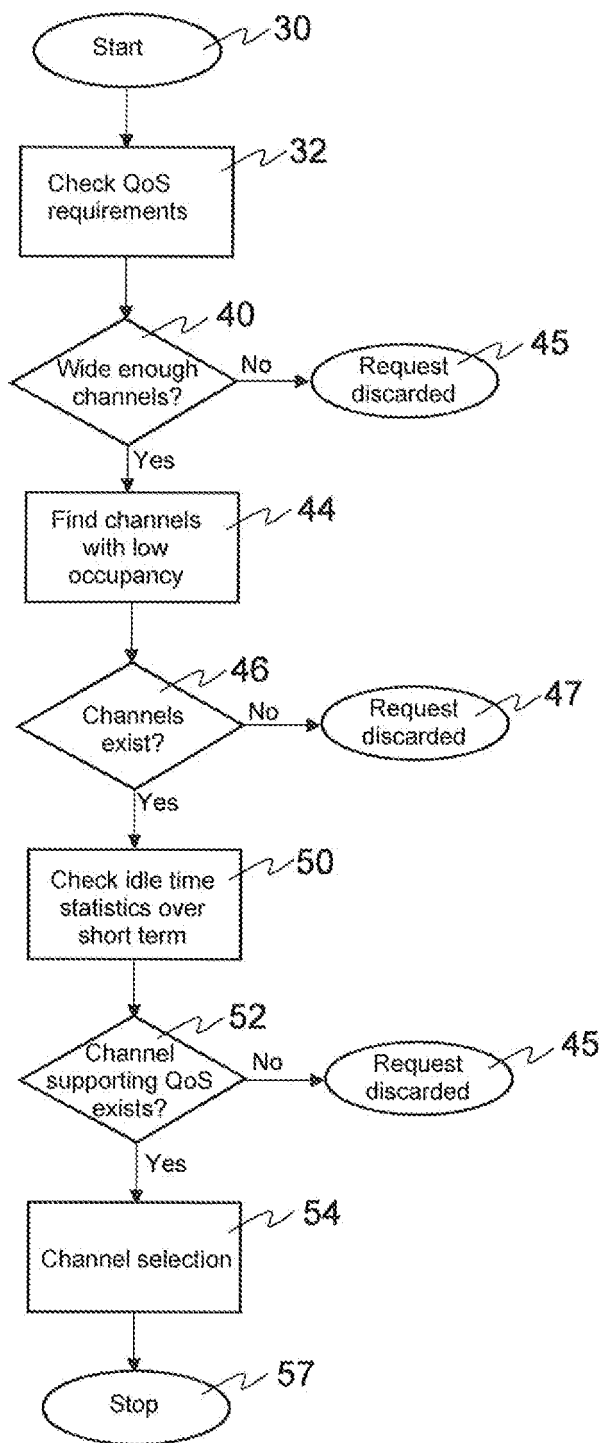 Start
30
32
Check QoS
requirements
40
Wide enough
channels?
No
Request
discarded
45
Yes
44
Find channels
with low
occupancy
46
Channels
exist?
No
Request
discarded
47
Yes
50
Check idle time
statistics over
short term
52
Channel
supporting QoS
exists?
No
Request
discarded
45
Yes
54
Channel selection
Stop
57